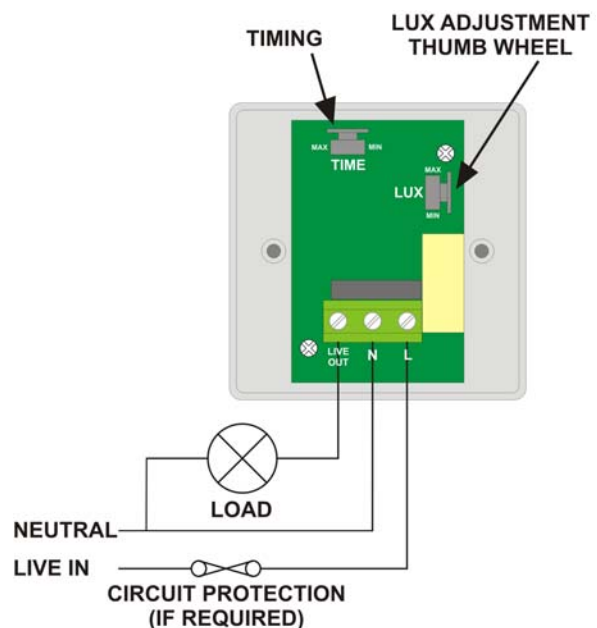 TIMING
LUX ADJUSTMENT
THUMB WHEEL
MAX
MIN
TIME
MAX
LUX
MIN
LIVE
OUT
N
L
LOAD
NEUTRAL
LIVE IN
CIRCUIT PROTECTION
(IF REQUIRED)